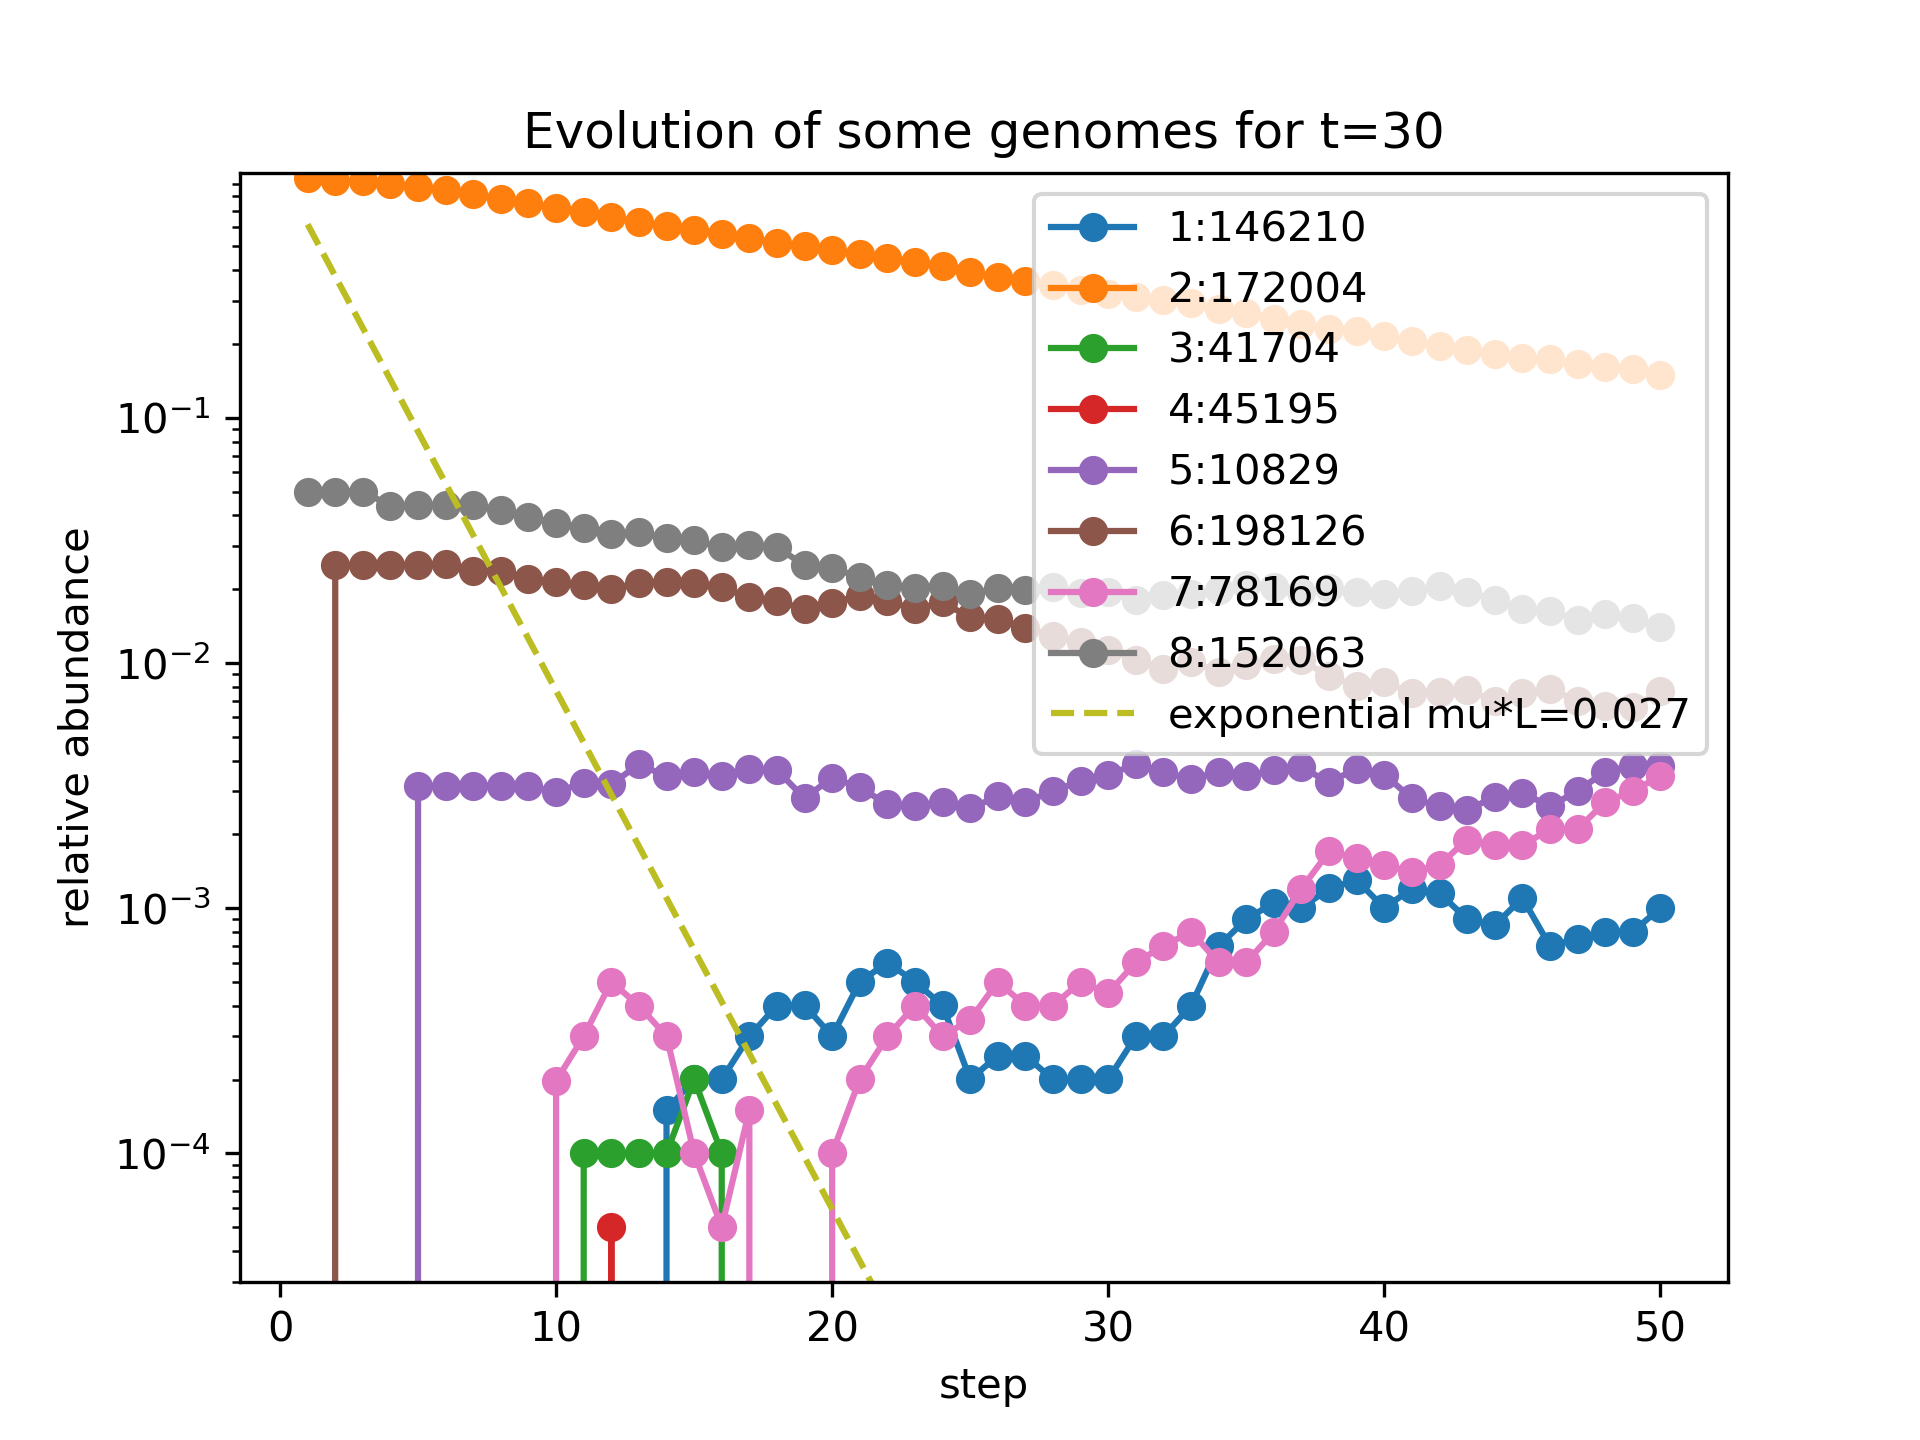 Evolution of some genomes for t=30
1:146210
2:172004
3:41704
4:45195
5:10829
6:198126
7:78169
8:152063
exponential mu*L=0.027
relative abundance
10⁻¹
10⁻²
10⁻³
10⁻⁴
0 10 20 30 40 50
step